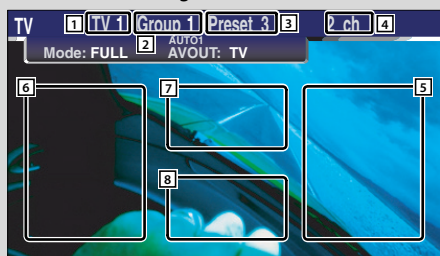 TV 1 TV 1 Group 1 Preset 3 3 2 ch 4
2 AUTO1
Mode: FULL AVOUT: TV
6 7 5
8